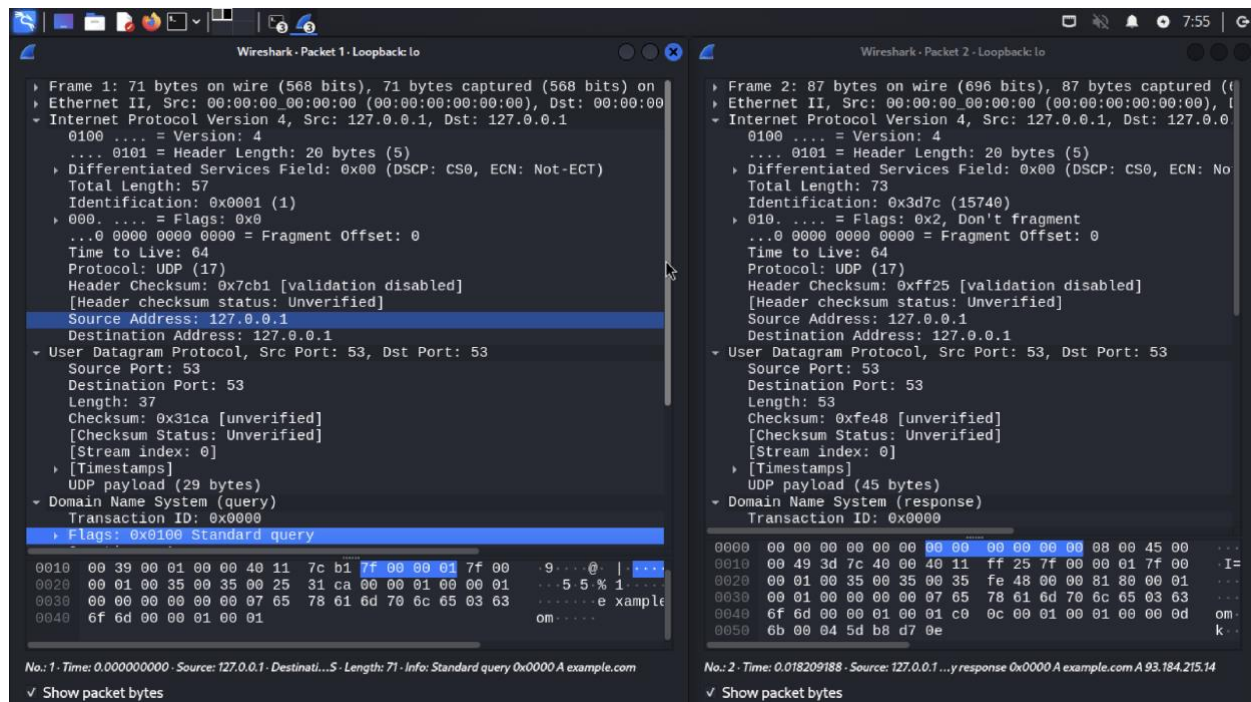 7:55
Wireshark · Packet 1 · Loopback: lo
Frame 1: 71 bytes on wire (568 bits), 71 bytes captured (568 bits) on
Ethernet II, Src: 00:00:00_00:00:00 (00:00:00:00:00:00), Dst: 00:00:00
Internet Protocol Version 4, Src: 127.0.0.1, Dst: 127.0.0.1
0100 .... = Version: 4
.... 0101 = Header Length: 20 bytes (5)
Differentiated Services Field: 0x00 (DSCP: CS0, ECN: Not-ECT)
Total Length: 57
Identification: 0x0001 (1)
000. .... = Flags: 0x0
...0 0000 0000 0000 = Fragment Offset: 0
Time to Live: 64
Protocol: UDP (17)
Header Checksum: 0x7cb1 [validation disabled]
[Header checksum status: Unverified]
Source Address: 127.0.0.1
Destination Address: 127.0.0.1
User Datagram Protocol, Src Port: 53, Dst Port: 53
Source Port: 53
Destination Port: 53
Length: 37
Checksum: 0x31ca [unverified]
[Checksum Status: Unverified]
[Stream index: 0]
[Timestamps]
UDP payload (29 bytes)
Domain Name System (query)
Transaction ID: 0x0000
Flags: 0x0100 Standard query
0010 00 39 00 01 00 00 40 11 7c b1 7f 00 00 01 7f 00 ·9····@· |·····
0020 00 01 00 35 00 35 00 25 31 ca 00 00 01 00 00 01 ···5·5·% 1·····
0030 00 00 00 00 00 00 07 65 78 61 6d 70 6c 65 03 63 ·······e xample
0040 6f 6d 00 00 01 00 01 om·····
No.: 1 · Time: 0.000000000 · Source: 127.0.0.1 · Destinati...S · Length: 71 · Info: Standard query 0x0000 A example.com
Show packet bytes
Wireshark · Packet 2 · Loopback: lo
Frame 2: 87 bytes on wire (696 bits), 87 bytes captured (6
Ethernet II, Src: 00:00:00_00:00:00 (00:00:00:00:00:00), D
Internet Protocol Version 4, Src: 127.0.0.1, Dst: 127.0.0.
0100 .... = Version: 4
.... 0101 = Header Length: 20 bytes (5)
Differentiated Services Field: 0x00 (DSCP: CS0, ECN: No
Total Length: 73
Identification: 0x3d7c (15740)
010. .... = Flags: 0x2, Don't fragment
...0 0000 0000 0000 = Fragment Offset: 0
Time to Live: 64
Protocol: UDP (17)
Header Checksum: 0xff25 [validation disabled]
[Header checksum status: Unverified]
Source Address: 127.0.0.1
Destination Address: 127.0.0.1
User Datagram Protocol, Src Port: 53, Dst Port: 53
Source Port: 53
Destination Port: 53
Length: 53
Checksum: 0xfe48 [unverified]
[Checksum Status: Unverified]
[Stream index: 0]
[Timestamps]
UDP payload (45 bytes)
Domain Name System (response)
Transaction ID: 0x0000
0000 00 00 00 00 00 00 00 00 00 00 00 00 08 00 45 00 ···
0010 00 49 3d 7c 40 00 40 11 ff 25 7f 00 00 01 7f 00 ·I=
0020 00 01 00 35 00 35 00 35 fe 48 00 00 81 80 00 01 ···
0030 00 01 00 00 00 00 07 65 78 61 6d 70 6c 65 03 63 ···
0040 6f 6d 00 00 01 00 01 c0 0c 00 01 00 01 00 00 0d om·
0050 6b 00 04 5d b8 d7 0e k··
No.: 2 · Time: 0.018209188 · Source: 127.0.0.1 ...y response 0x0000 A example.com A 93.184.215.14
Show packet bytes